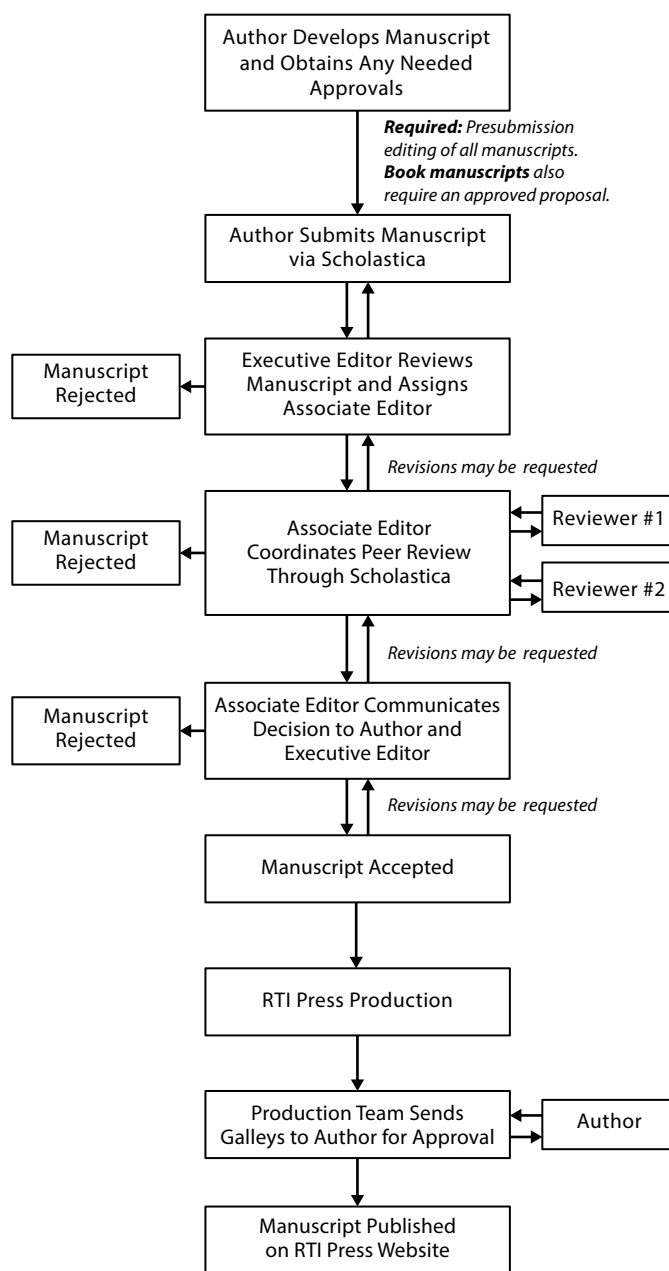 Author Develops Manuscript
and Obtains Any Needed
Approvals
Required: Presubmission
editing of all manuscripts.
Book manuscripts also
require an approved proposal.
Author Submits Manuscript
via Scholastica
Manuscript
Rejected
Executive Editor Reviews
Manuscript and Assigns
Associate Editor
Revisions may be requested
Manuscript
Rejected
Associate Editor
Coordinates Peer Review
Through Scholastica
Reviewer #1
Reviewer #2
Revisions may be requested
Manuscript
Rejected
Associate Editor Communicates
Decision to Author and
Executive Editor
Revisions may be requested
Manuscript Accepted
RTI Press Production
Production Team Sends
Galleys to Author for Approval
Author
Manuscript Published
on RTI Press Website